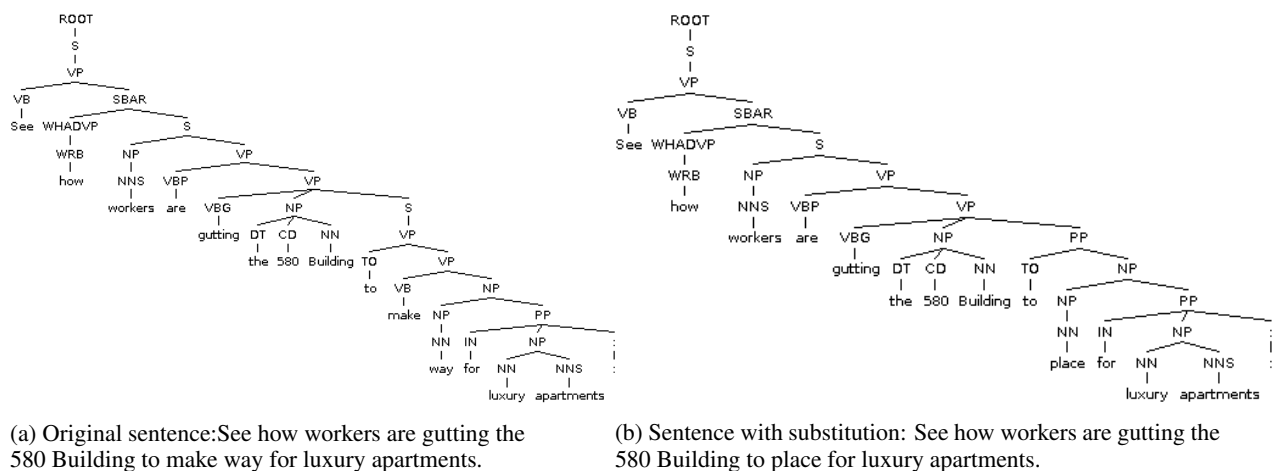 ROOT
S
VP
VB SBAR
See WHADVP S
WRB NP VP
how NNS VBP VP
workers are VBG NP S
gutting DT CD NN VP
the 580 Building TO VP
to VB NP
make NP PP
NN IN NP :
way for NN NNS :
luxury apartments
(a) Original sentence:See how workers are gutting the
580 Building to make way for luxury apartments.
ROOT
S
VP
VB SBAR
See WHADVP S
WRB NP VP
how NNS VBP VP
workers are VBG NP PP
gutting DT CD NN TO NP
the 580 Building to NP PP
NN IN NP :
place for NN NNS :
luxury apartments
(b) Sentence with substitution: See how workers are gutting the
580 Building to place for luxury apartments.